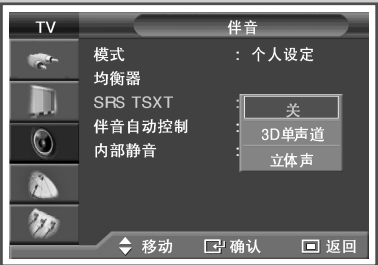 TV 伴音
模式 : 个人设定
均衡器
SRS TSXT :
关
伴音自动控制 :
3D单声道
内部静音 :
立体声
移动 确认 返回